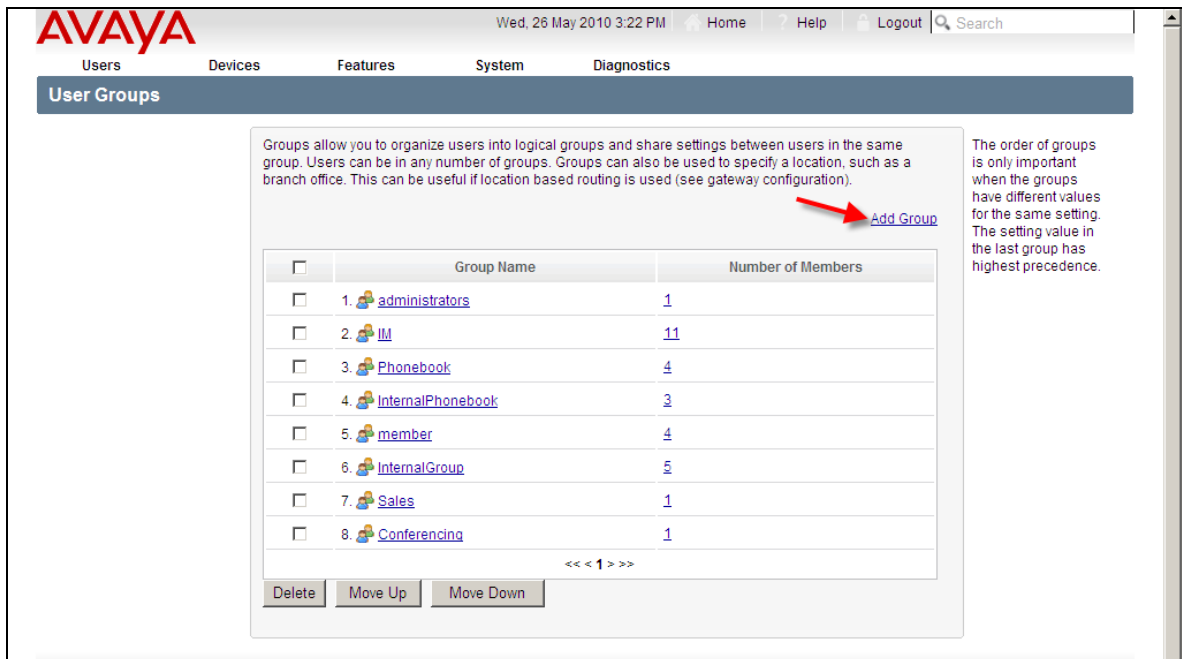 AVAYA
Wed, 26 May 2010 3:22 PM Home ? Help Logout Search
Users Devices Features System Diagnostics
User Groups
Groups allow you to organize users into logical groups and share settings between users in the same
group. Users can be in any number of groups. Groups can also be used to specify a location, such as a
branch office. This can be useful if location based routing is used (see gateway configuration).
Add Group
The order of groups
is only important
when the groups
have different values
for the same setting.
The setting value in
the last group has
highest precedence.
Group Name Number of Members
1. administrators 1
2. IM 11
3. Phonebook 4
4. InternalPhonebook 3
5. member 4
6. InternalGroup 5
7. Sales 1
8. Conferencing 1
<< < 1 > >>
Delete Move Up Move Down